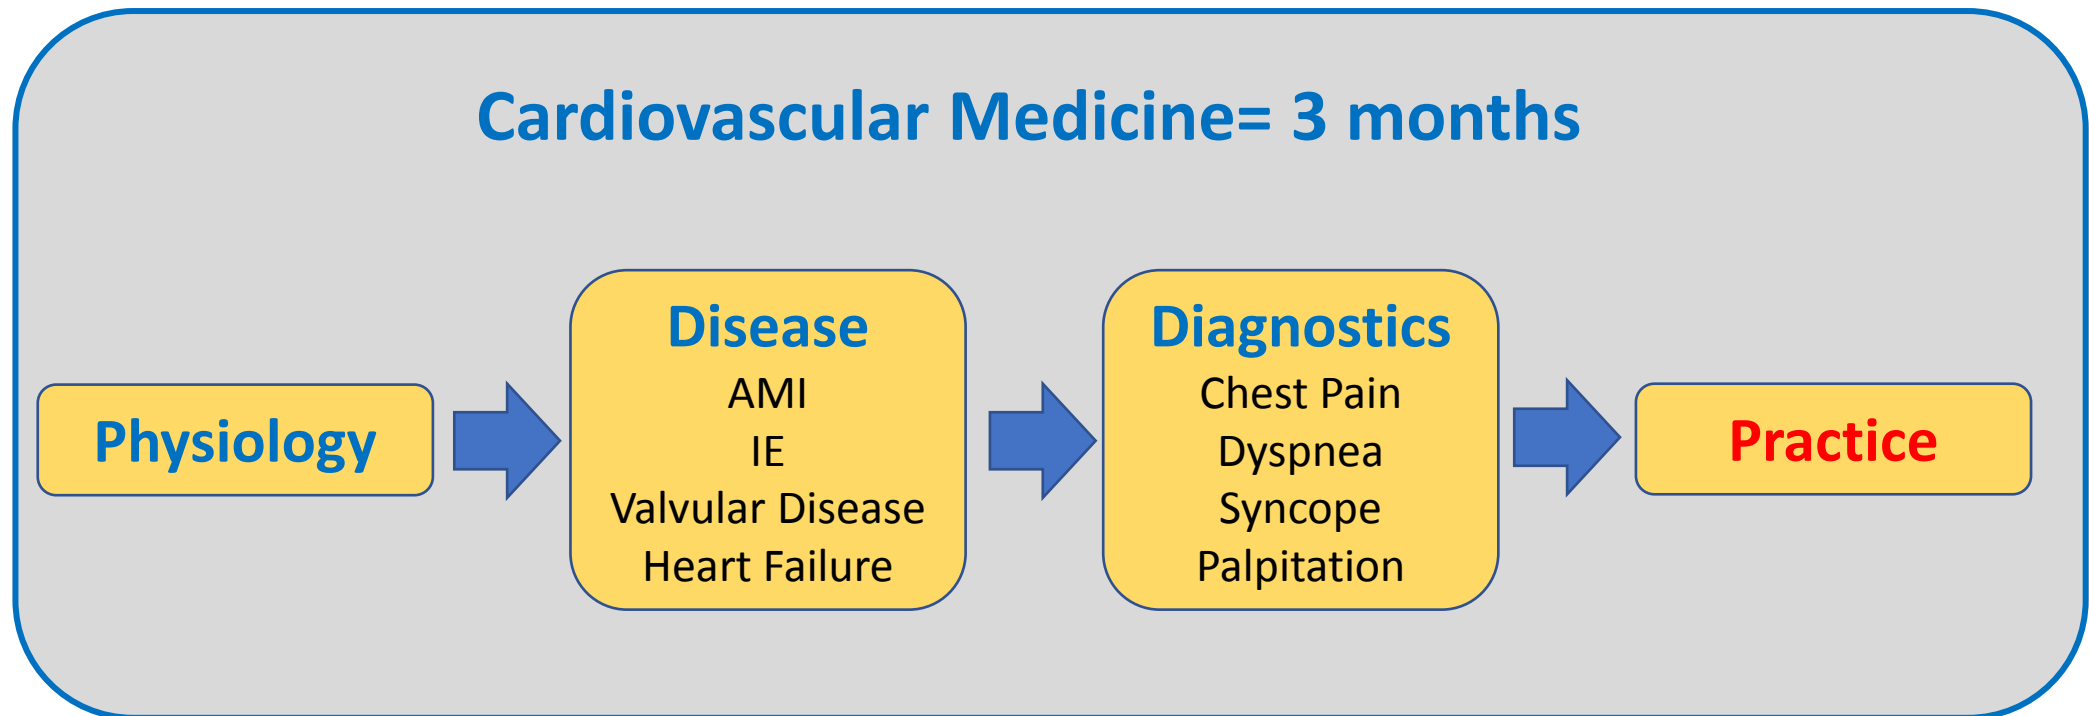 Cardiovascular Medicine= 3 months
Physiology
Disease
AMI
IE
Valvular Disease
Heart Failure
Diagnostics
Chest Pain
Dyspnea
Syncope
Palpitation
Practice